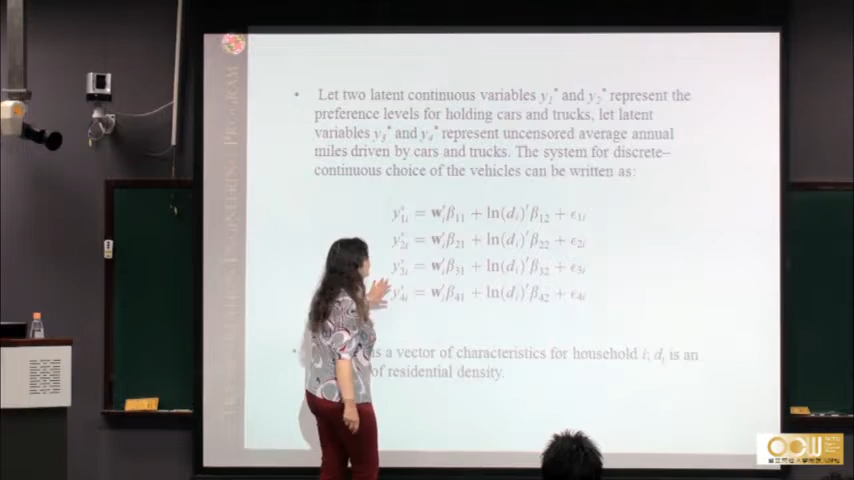 • Let two latent continuous variables y₁* and y₂* represent the
preference levels for holding cars and trucks, let latent
variables y₃* and y₄* represent uncensored average annual
miles driven by cars and trucks. The system for discrete–
continuous choice of the vehicles can be written as:
y*₁ᵢ = w′ᵢβ₁₁ + ln(dᵢ)′β₁₂ + ϵ₁ᵢ
y*₂ᵢ = w′ᵢβ₂₁ + ln(dᵢ)′β₂₂ + ϵ₂ᵢ
y*₃ᵢ = w′ᵢβ₃₁ + ln(dᵢ)′β₃₂ + ϵ₃ᵢ
y*₄ᵢ = w′ᵢβ₄₁ + ln(dᵢ)′β₄₂ + ϵ₄ᵢ
is a vector of characteristics for household i; dᵢ is an
of residential density.
PROGRAM
OCW